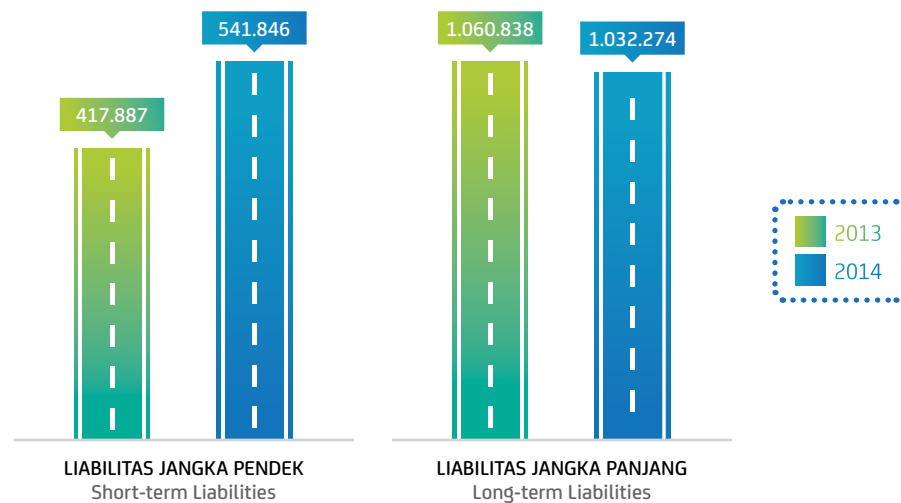 541.846
417.887
1.060.838
1.032.274
2013
2014
LIABILITAS JANGKA PENDEK
Short-term Liabilities
LIABILITAS JANGKA PANJANG
Long-term Liabilities